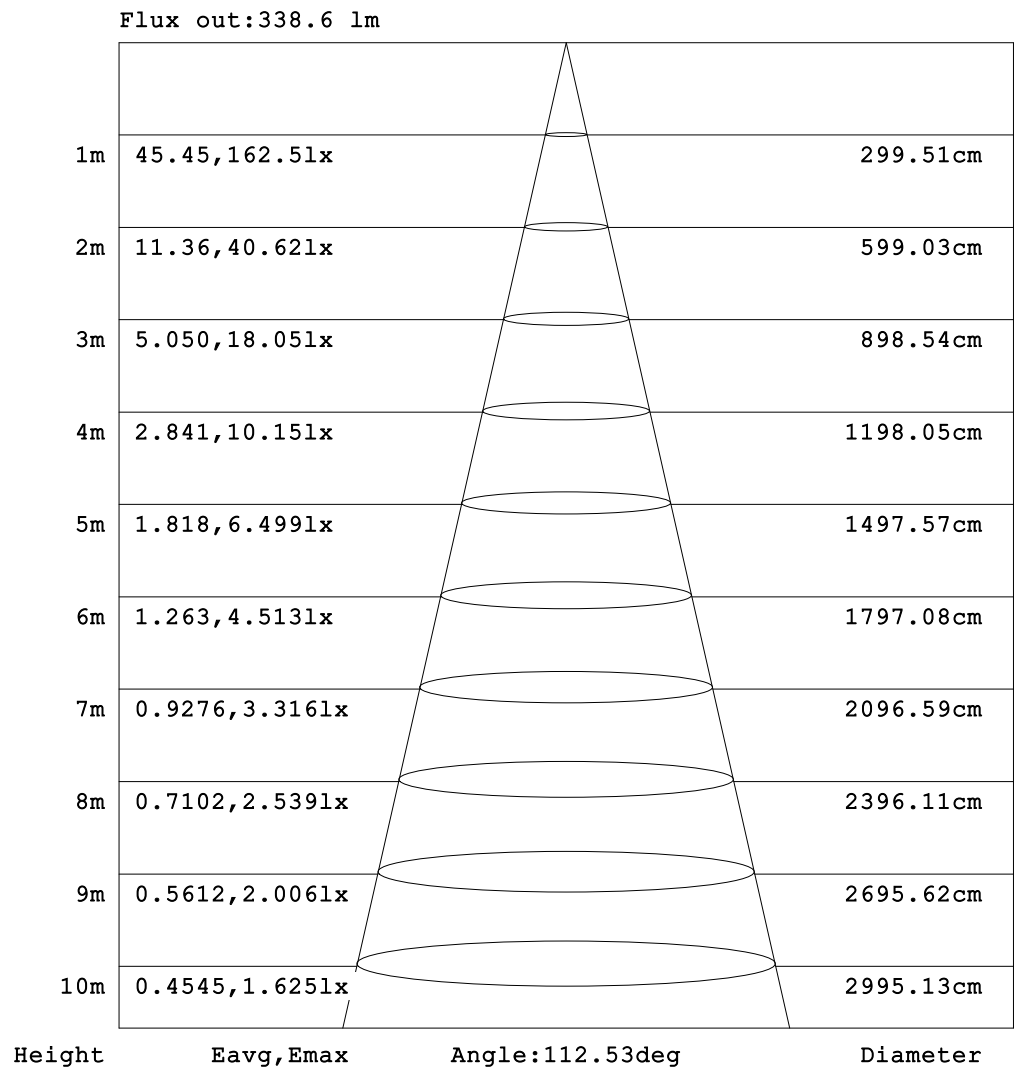 Flux out:338.6 lm
1m 45.45,162.5lx 299.51cm
2m 11.36,40.62lx 599.03cm
3m 5.050,18.05lx 898.54cm
4m 2.841,10.15lx 1198.05cm
5m 1.818,6.499lx 1497.57cm
6m 1.263,4.513lx 1797.08cm
7m 0.9276,3.316lx 2096.59cm
8m 0.7102,2.539lx 2396.11cm
9m 0.5612,2.006lx 2695.62cm
10m 0.4545,1.625lx 2995.13cm
Height Eavg,Emax Angle:112.53deg Diameter